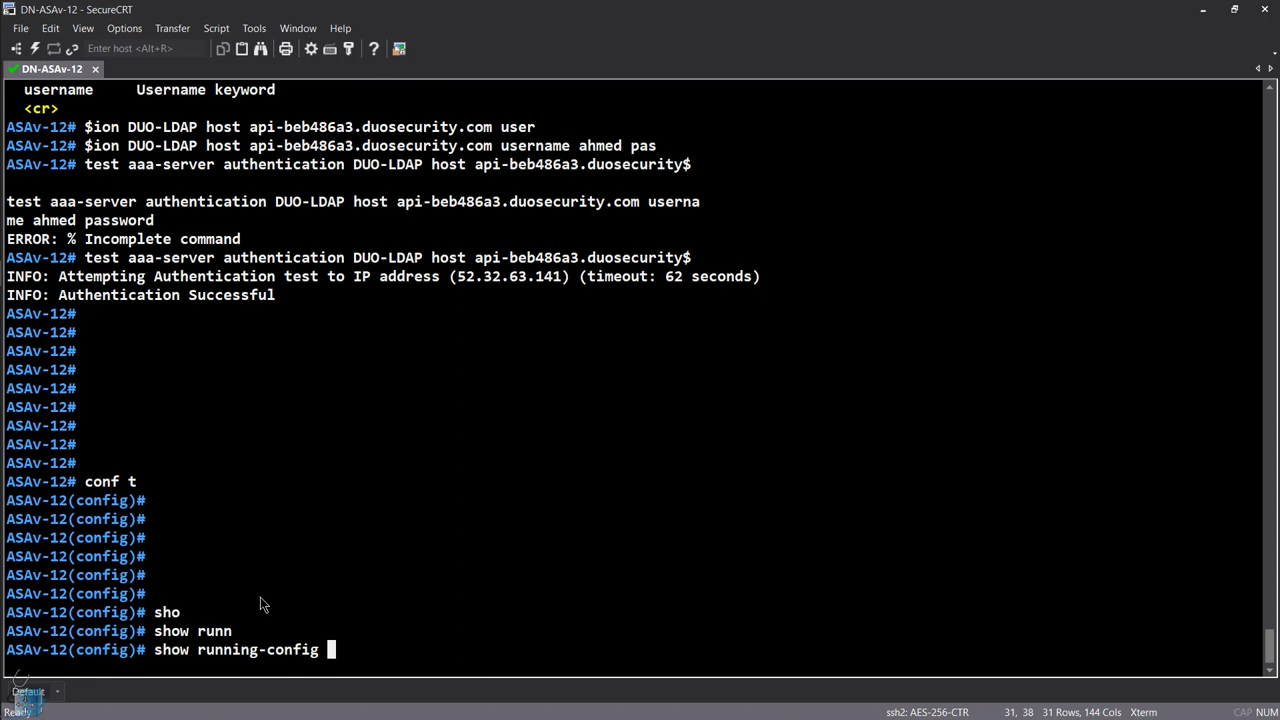 DN-ASAv-12 - SecureCRT
File Edit View Options Transfer Script Tools Window Help
Enter host <Alt+R>
DN-ASAv-12
username Username keyword
<cr>
ASAv-12# $ion DUO-LDAP host api-beb486a3.duosecurity.com user
ASAv-12# $ion DUO-LDAP host api-beb486a3.duosecurity.com username ahmed pas
ASAv-12# test aaa-server authentication DUO-LDAP host api-beb486a3.duosecurity$
test aaa-server authentication DUO-LDAP host api-beb486a3.duosecurity.com userna
me ahmed password
ERROR: % Incomplete command
ASAv-12# test aaa-server authentication DUO-LDAP host api-beb486a3.duosecurity$
INFO: Attempting Authentication test to IP address (52.32.63.141) (timeout: 62 seconds)
INFO: Authentication Successful
ASAv-12#
ASAv-12#
ASAv-12#
ASAv-12#
ASAv-12#
ASAv-12#
ASAv-12#
ASAv-12#
ASAv-12#
ASAv-12# conf t
ASAv-12(config)#
ASAv-12(config)#
ASAv-12(config)#
ASAv-12(config)#
ASAv-12(config)#
ASAv-12(config)#
ASAv-12(config)# sho
ASAv-12(config)# show runn
ASAv-12(config)# show running-config
Default
Ready ssh2: AES-256-CTR 31, 38 31 Rows, 144 Cols Xterm CAP NUM